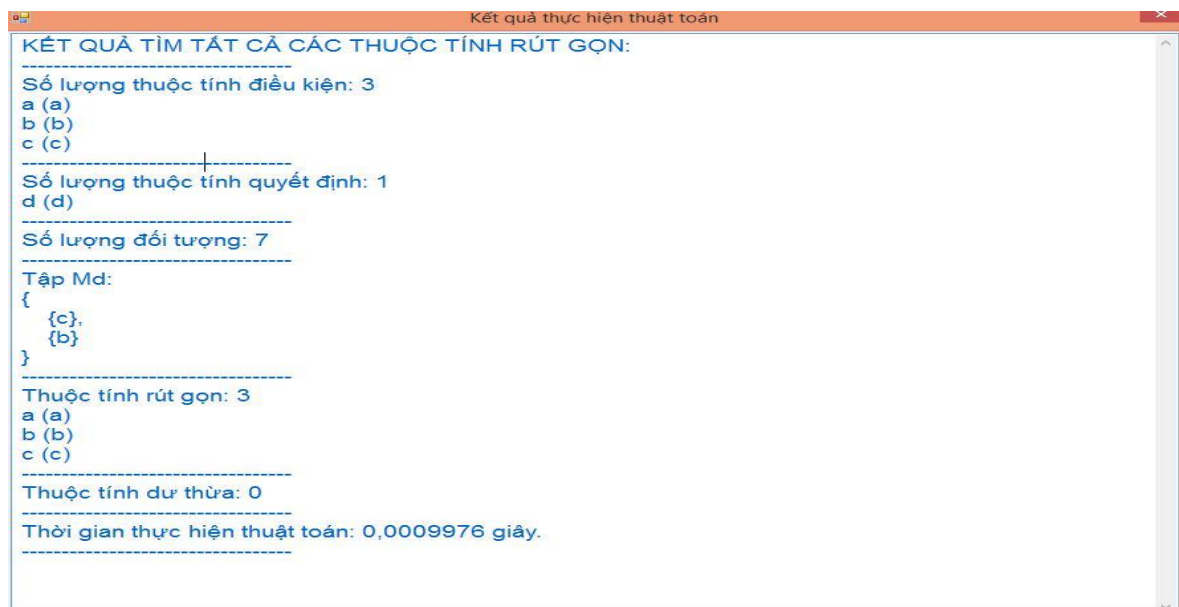 Kết quả thực hiện thuật toán
KẾT QUẢ TÌM TẤT CẢ CÁC THUỘC TÍNH RÚT GỌN:
----------------------------------
Số lượng thuộc tính điều kiện: 3
a (a)
b (b)
c (c)
----------------------------------
Số lượng thuộc tính quyết định: 1
d (d)
----------------------------------
Số lượng đối tượng: 7
----------------------------------
Tập Md:
{
{c},
{b}
}
----------------------------------
Thuộc tính rút gọn: 3
a (a)
b (b)
c (c)
----------------------------------
Thuộc tính dư thừa: 0
----------------------------------
Thời gian thực hiện thuật toán: 0,0009976 giây.
----------------------------------